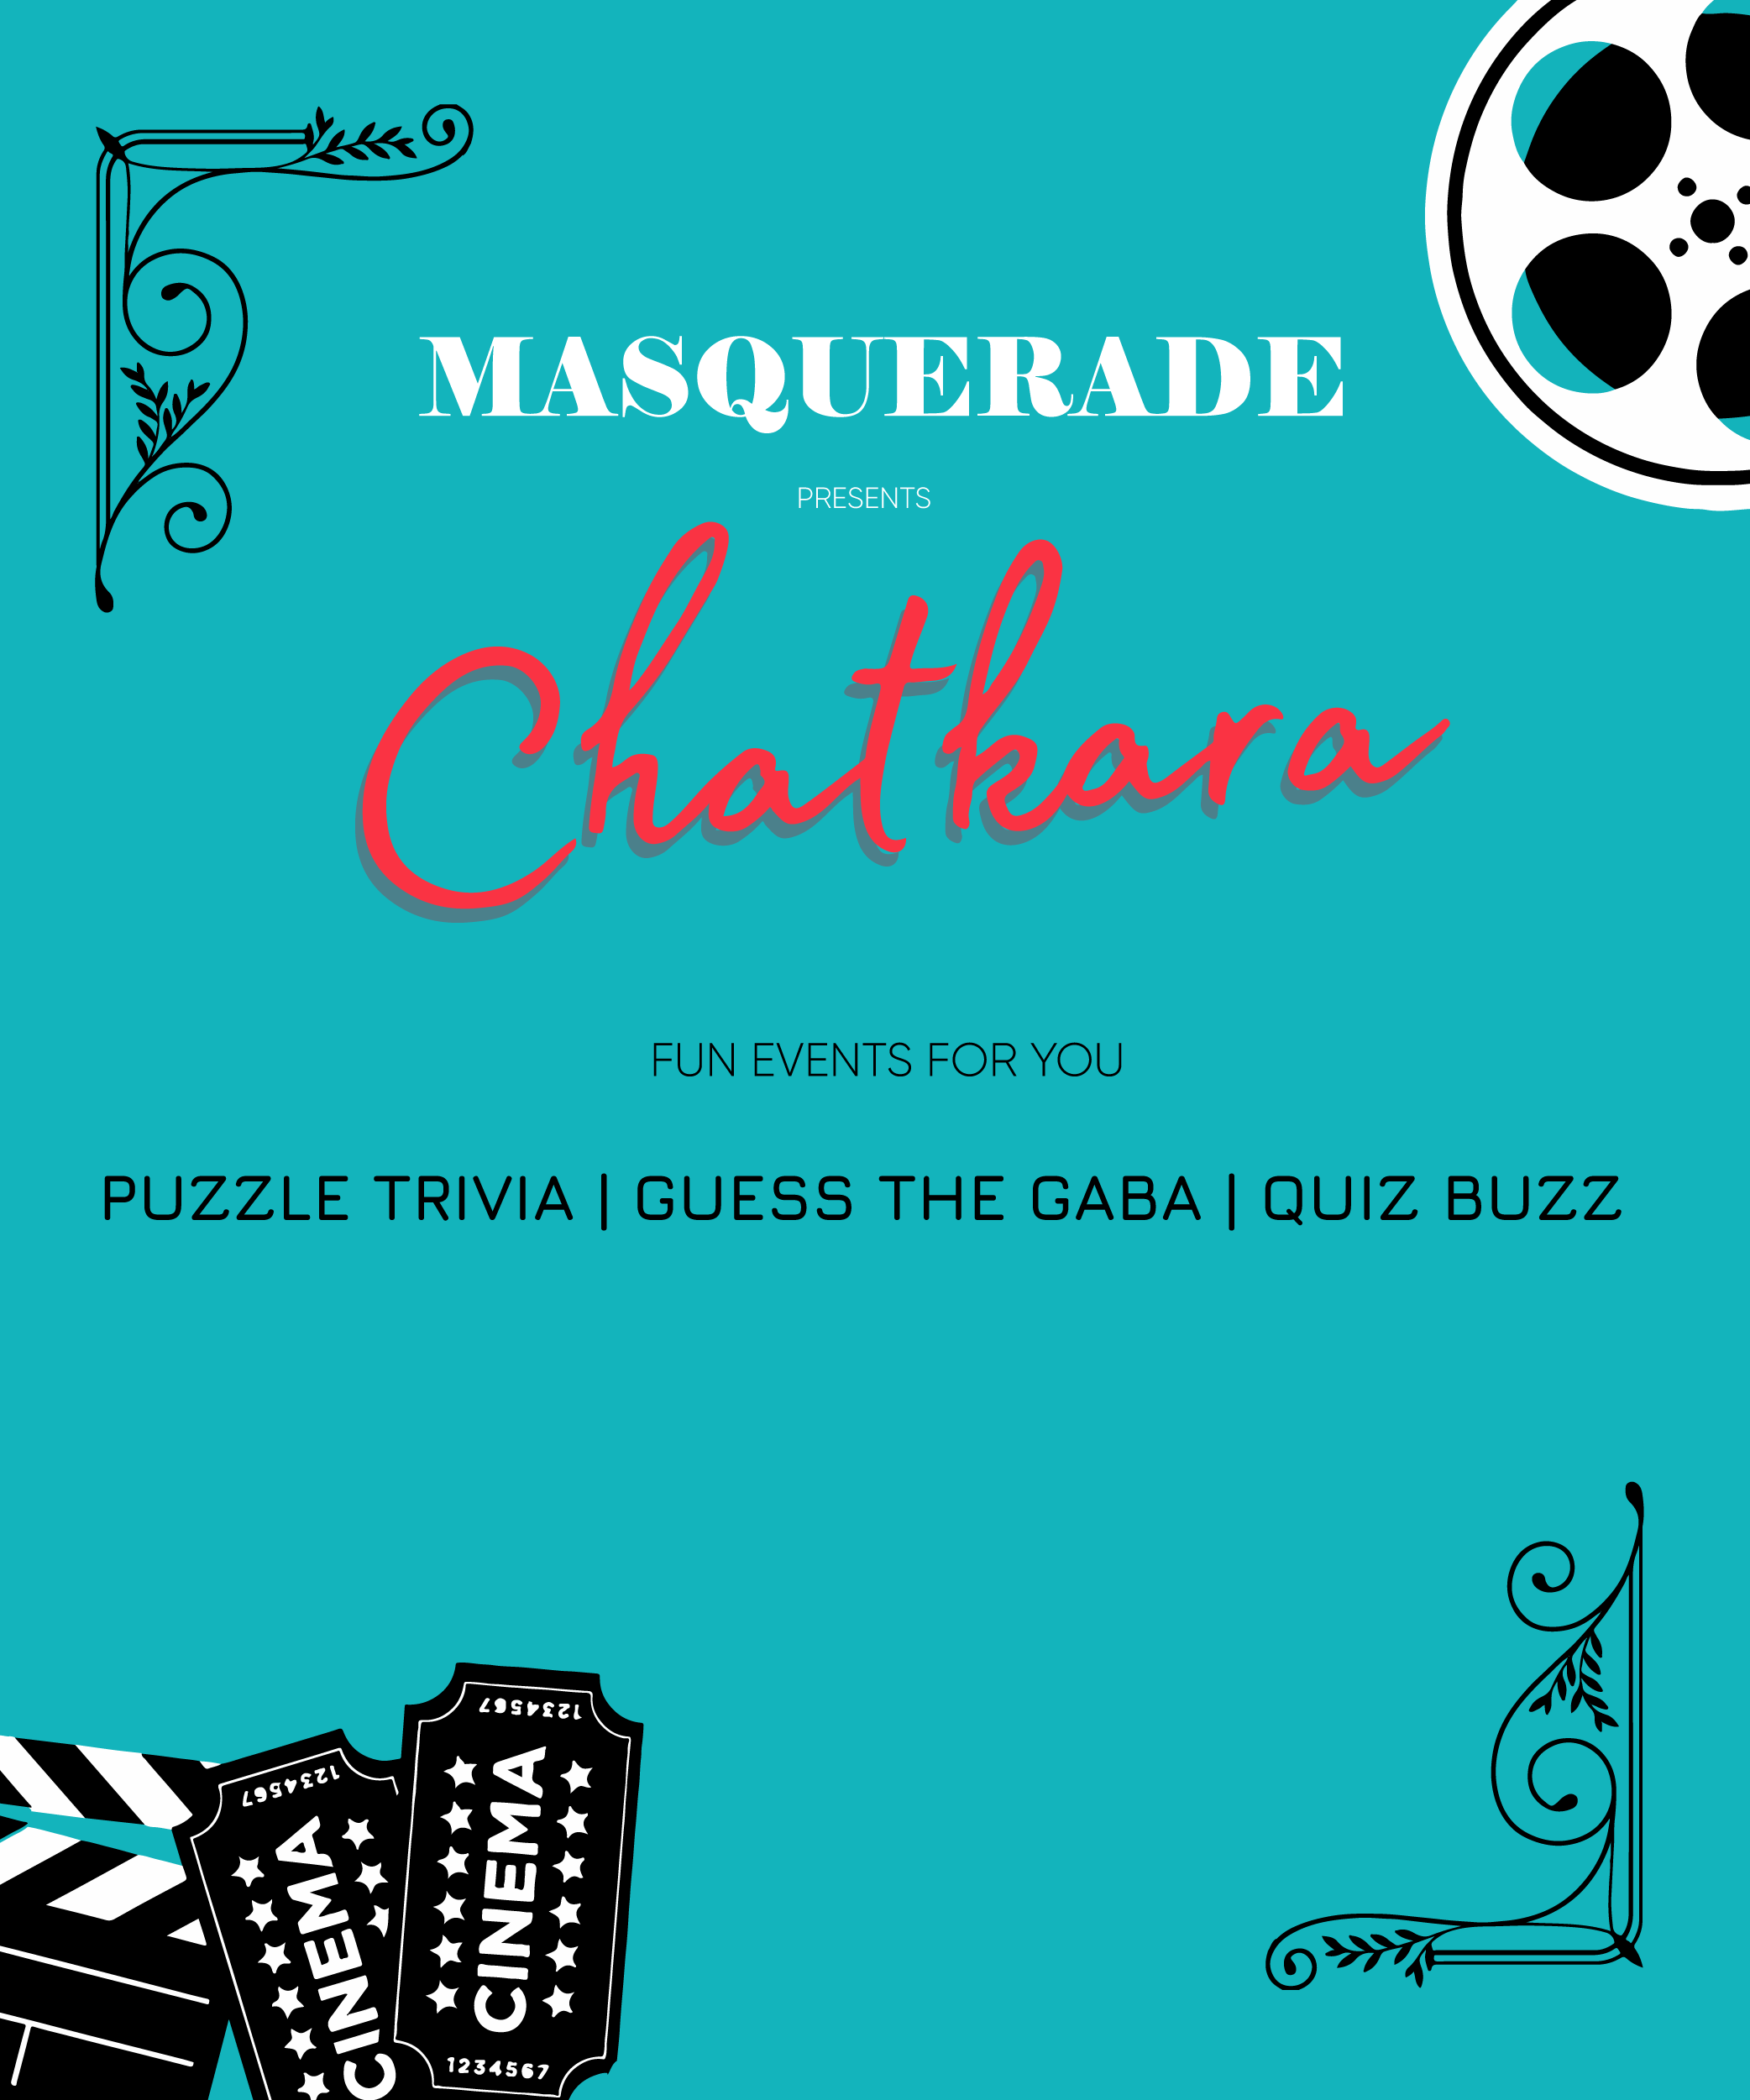 MASQUERADE
PRESENTS
Chatkara
FUN EVENTS FOR YOU
PUZZLE TRIVIA | GUESS THE GABA | QUIZ BUZZ
1234567
CINEMA
1234567
CINEMA
1234567